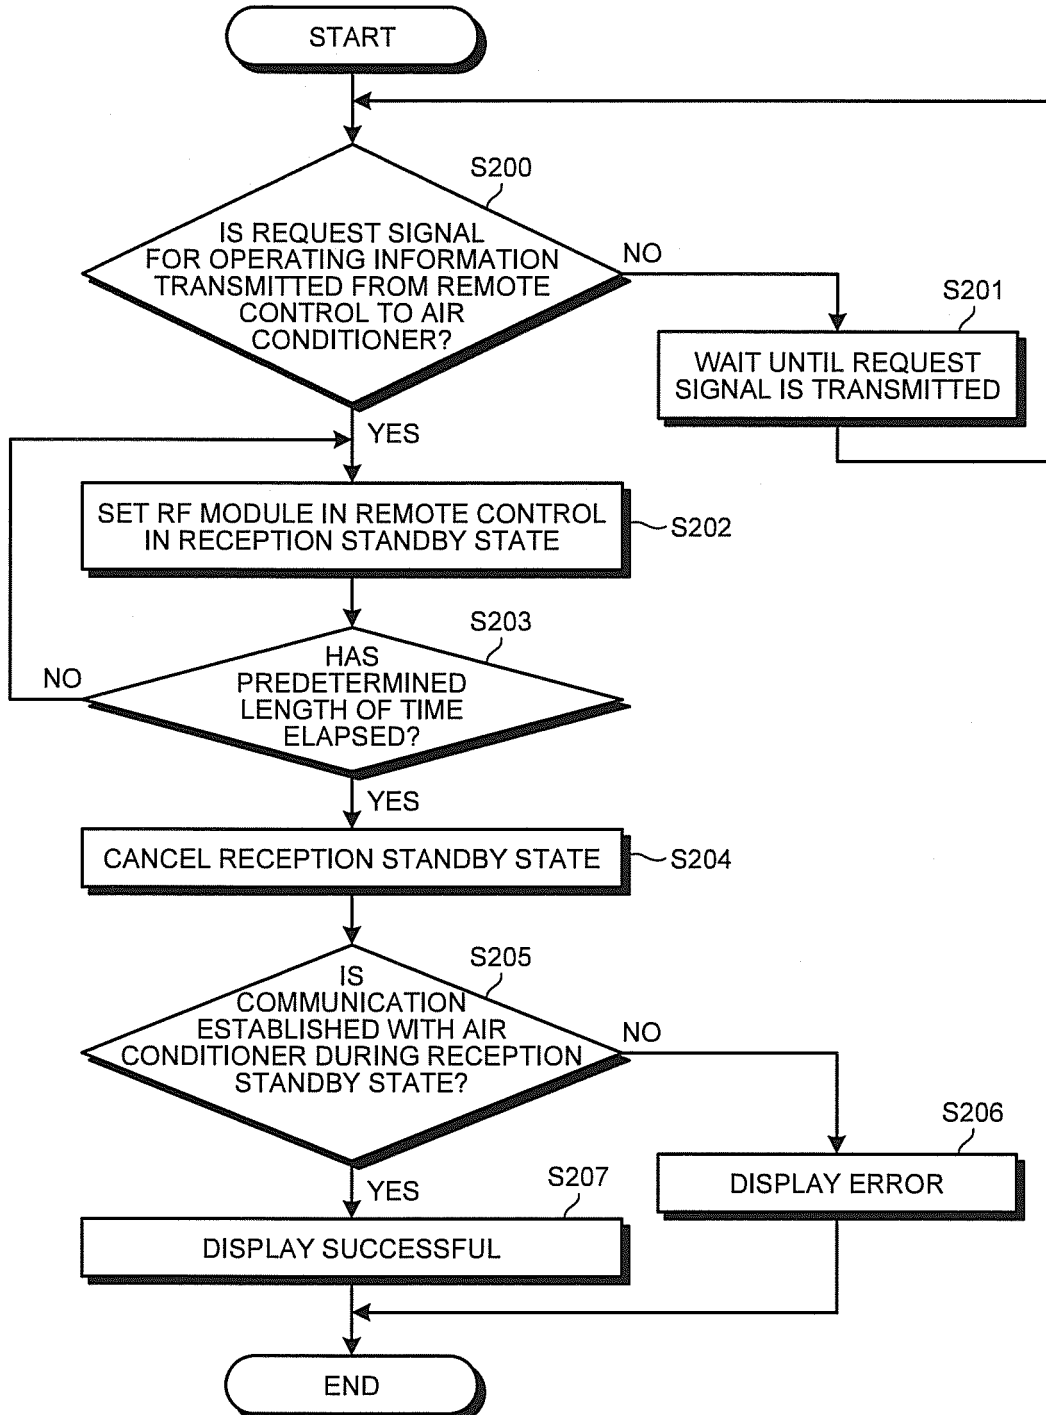 START
S200
IS REQUEST SIGNAL
FOR OPERATING INFORMATION
TRANSMITTED FROM REMOTE
CONTROL TO AIR
CONDITIONER?
NO
S201
WAIT UNTIL REQUEST
SIGNAL IS TRANSMITTED
YES
SET RF MODULE IN REMOTE CONTROL
IN RECEPTION STANDBY STATE
S202
S203
HAS
PREDETERMINED
LENGTH OF TIME
ELAPSED?
NO
YES
CANCEL RECEPTION STANDBY STATE
S204
S205
IS
COMMUNICATION
ESTABLISHED WITH AIR
CONDITIONER DURING RECEPTION
STANDBY STATE?
NO
S206
DISPLAY ERROR
YES
S207
DISPLAY SUCCESSFUL
END